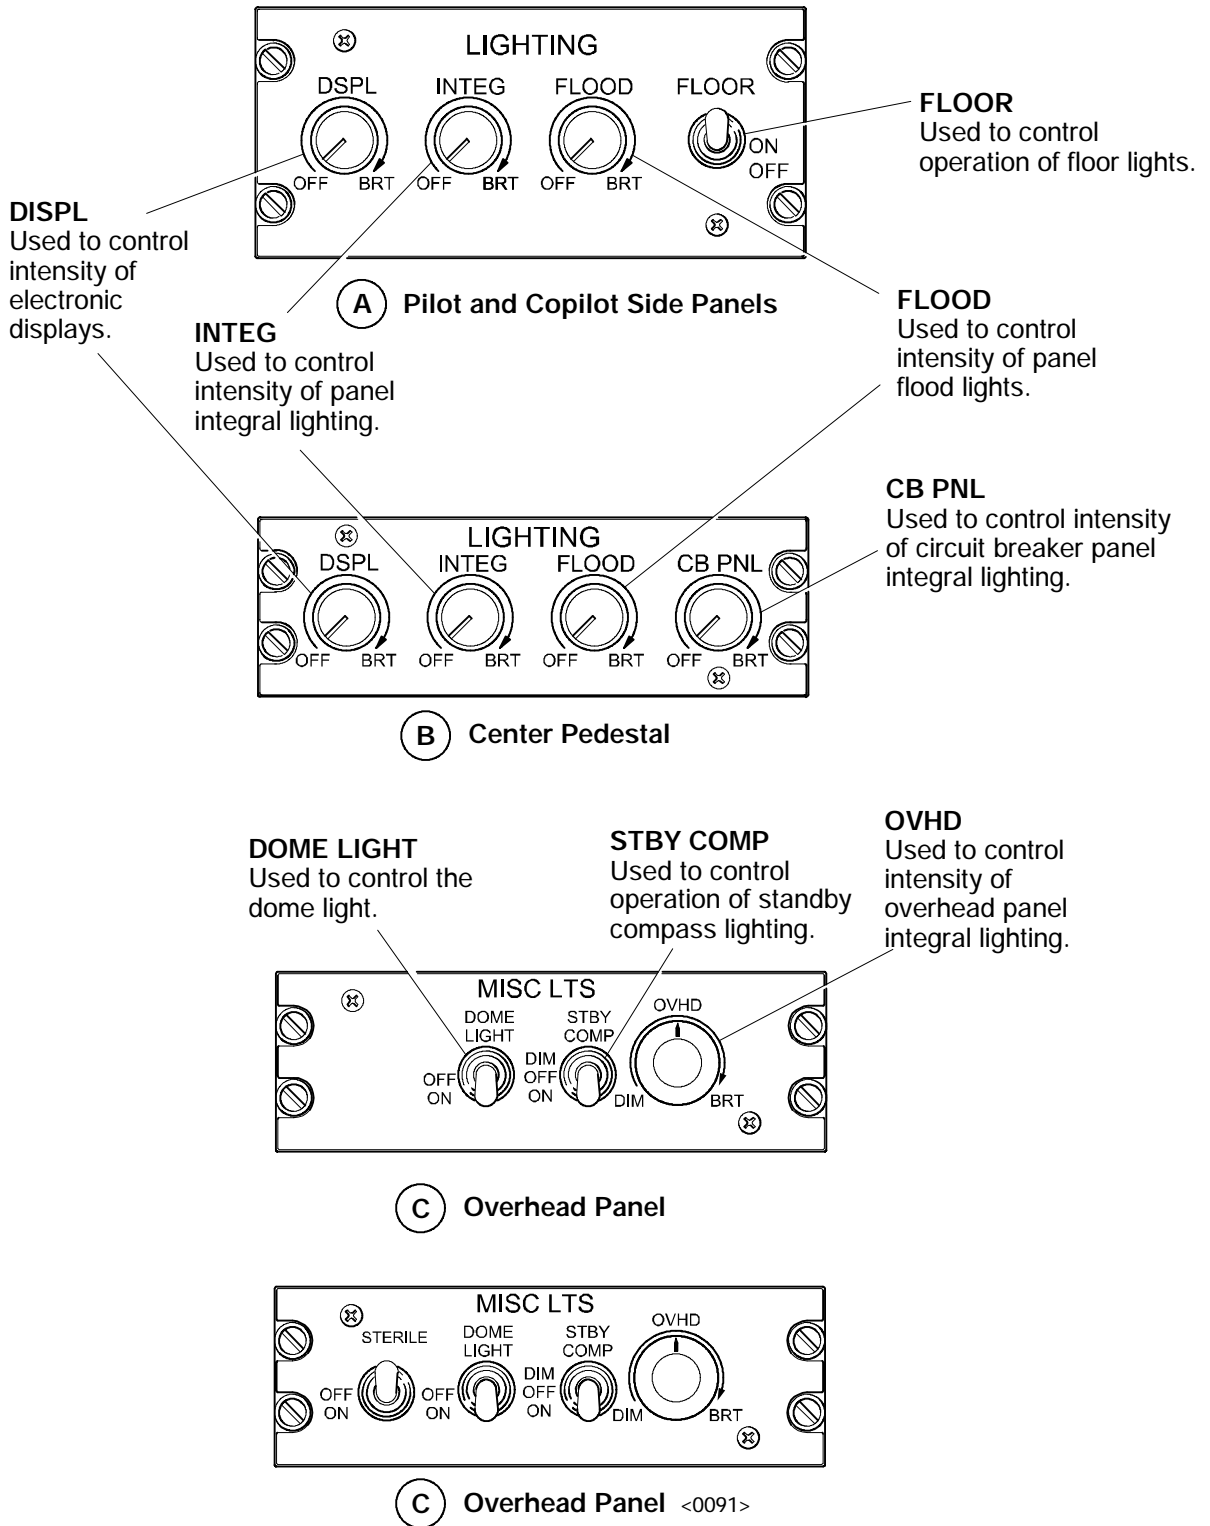 LIGHTING
DSPL INTEG FLOOD FLOOR
ON
OFF
OFF BRT OFF BRT OFF BRT
FLOOR
Used to control
operation of floor lights.
DISPL
Used to control
intensity of
electronic
displays.
A Pilot and Copilot Side Panels
INTEG
Used to control
intensity of panel
integral lighting.
FLOOD
Used to control
intensity of panel
flood lights.
CB PNL
Used to control intensity
of circuit breaker panel
integral lighting.
LIGHTING
DSPL INTEG FLOOD CB PNL
OFF BRT OFF BRT OFF BRT OFF BRT
B Center Pedestal
DOME LIGHT
Used to control the
dome light.
STBY COMP
Used to control
operation of standby
compass lighting.
OVHD
Used to control
intensity of
overhead panel
integral lighting.
MISC LTS
DOME
LIGHT
OFF
ON
STBY
COMP
DIM
OFF
ON
OVHD
DIM BRT
C Overhead Panel
MISC LTS
STERILE
OFF
ON
DOME
LIGHT
OFF
ON
STBY
COMP
DIM
OFF
ON
OVHD
DIM BRT
C Overhead Panel <0091>